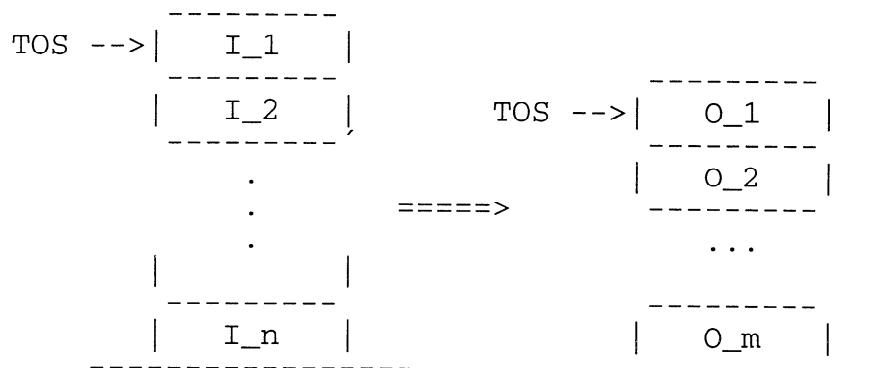 TOS -->| I_1 |
| I_2 | TOS -->| O_1 |
.
| O_2 |
. =====>
. ...
| |
| I_n | | O_m |